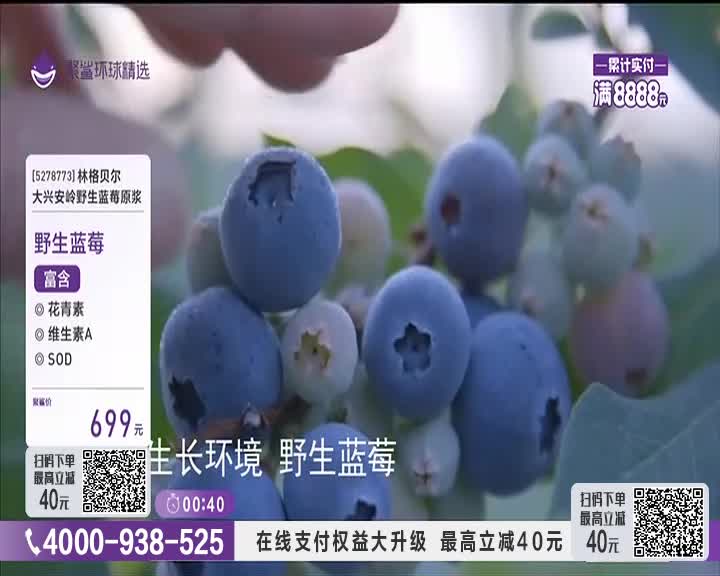 聚鲨环球精选
累计实付
满8888元
[5278773]林格贝尔
大兴安岭野生蓝莓原浆
野生蓝莓
富含
◎花青素
◎维生素A
◎SOD
聚鲨价
699元
生长环境 野生蓝莓
扫码下单
最高立减
40元
00:40
扫码下单
最高立减
40元
4000-938-525
在线支付权益大升级 最高立减40元